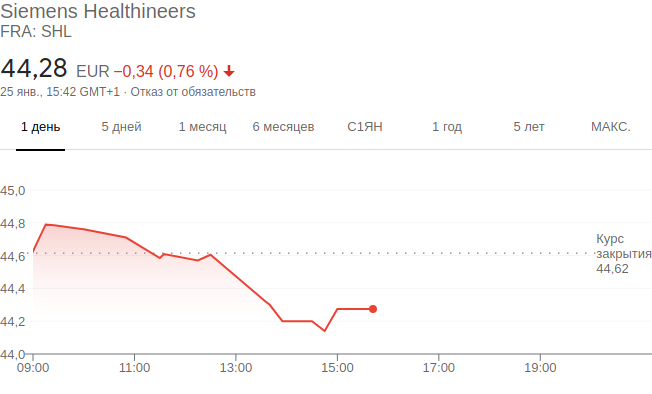 Siemens Healthineers
FRA: SHL
44,28 EUR −0,34 (0,76 %)
25 янв., 15:42 GMT+1 · Отказ от обязательств
1 день 5 дней 1 месяц 6 месяцев С1ЯН 1 год 5 лет МАКС.
45,0
44,8
Курс
закрытия
44,62
44,6
44,4
44,2
44,0
09:00 11:00 13:00 15:00 17:00 19:00